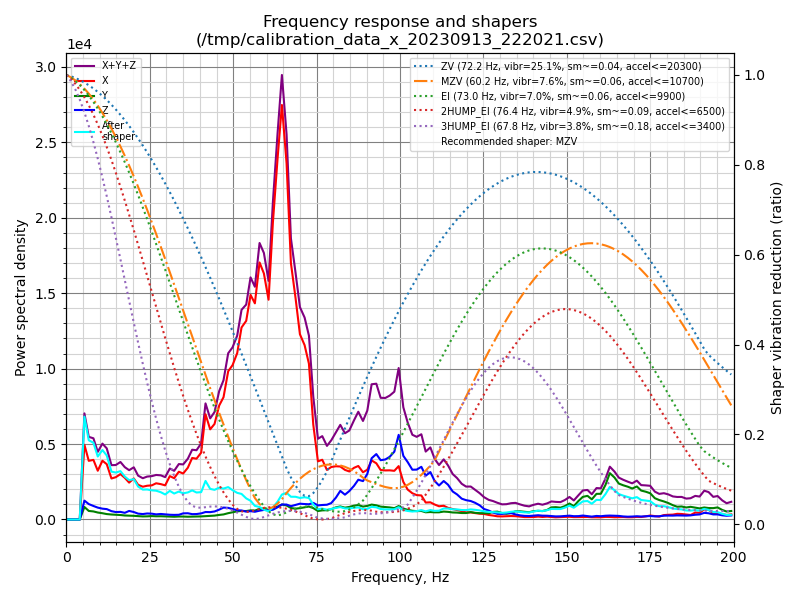 Frequency response and shapers
(/tmp/calibration_data_x_20230913_222021.csv)
1e4
X+Y+Z
X
Y
Z
After
shaper
ZV (72.2 Hz, vibr=25.1%, sm~=0.04, accel<=20300)
MZV (60.2 Hz, vibr=7.6%, sm~=0.06, accel<=10700)
EI (73.0 Hz, vibr=7.0%, sm~=0.06, accel<=9900)
2HUMP_EI (76.4 Hz, vibr=4.9%, sm~=0.09, accel<=6500)
3HUMP_EI (67.8 Hz, vibr=3.8%, sm~=0.18, accel<=3400)
Recommended shaper: MZV
3.0
2.5
2.0
1.5
1.0
0.5
0.0
Power spectral density
1.0
0.8
0.6
0.4
0.2
0.0
Shaper vibration reduction (ratio)
0 25 50 75 100 125 150 175 200
Frequency, Hz